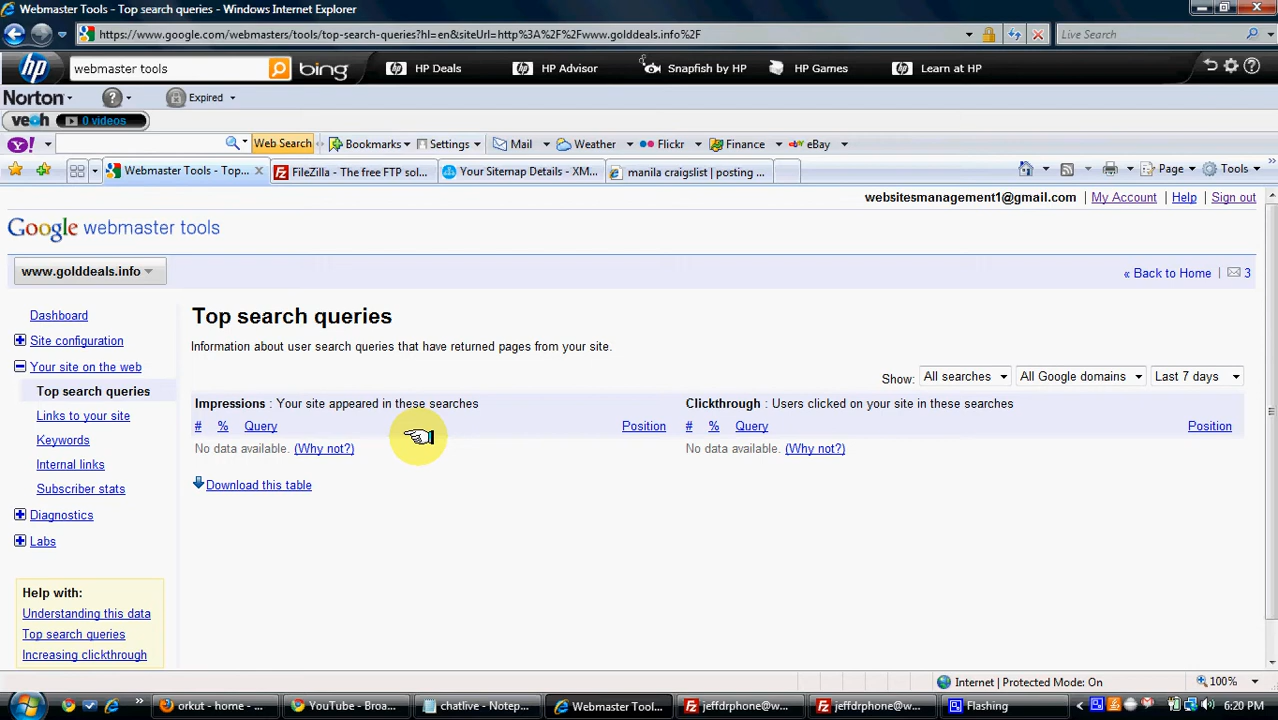 Webmaster Tools - Top search queries - Windows Internet Explorer
https://www.google.com/webmasters/tools/top-search-queries?hl=en&siteUrl=http%3A%2F%2Fwww.golddeals.info%2F
Live Search
hp
webmaster tools
bing
HP Deals
HP Advisor
Snapfish by HP
HP Games
Learn at HP
Norton
Expired
veoh
0 videos
Y!
Web Search
Bookmarks
Settings
Mail
Weather
Flickr
Finance
eBay
Webmaster Tools - Top...
FileZilla - The free FTP sol...
Your Sitemap Details - XM...
manila craigslist | posting ...
Page
Tools
websitesmanagement1@gmail.com | My Account | Help | Sign out
Google webmaster tools
www.golddeals.info
« Back to Home | 3
Dashboard
Site configuration
Your site on the web
Top search queries
Links to your site
Keywords
Internal links
Subscriber stats
Diagnostics
Labs
Help with:
Understanding this data
Top search queries
Increasing clickthrough
Top search queries
Information about user search queries that have returned pages from your site.
Show: All searches All Google domains Last 7 days
Impressions : Your site appeared in these searches
# % Query Position
No data available. (Why not?)
Clickthrough : Users clicked on your site in these searches
# % Query Position
No data available. (Why not?)
Download this table
Internet | Protected Mode: On
100%
orkut - home - ...
YouTube - Broa...
chatlive - Notep...
Webmaster Tool...
jeffdrphone@w...
jeffdrphone@w...
Flashing
6:20 PM